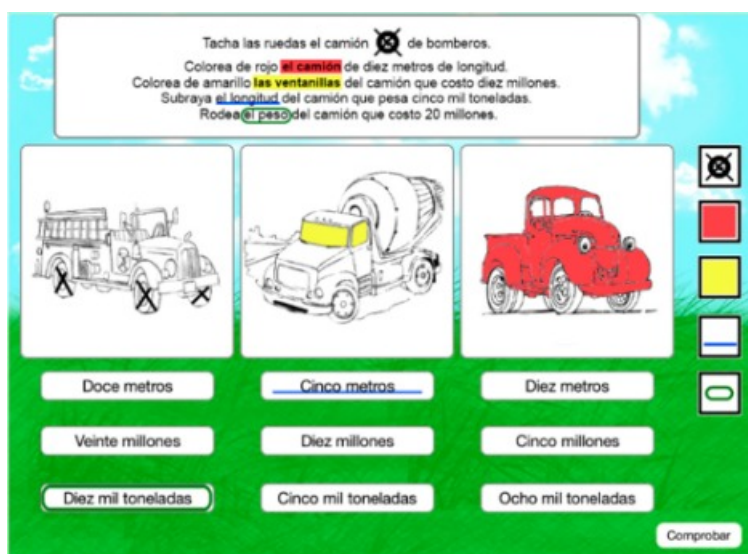 Tacha las ruedas el camión de bomberos.
Colorea de rojo el camión de diez metros de longitud.
Colorea de amarillo las ventanillas del camión que costo diez millones.
Subraya el longitud del camión que pesa cinco mil toneladas.
Rodea el peso del camión que costo 20 millones.
Doce metros
Cinco metros
Diez metros
Veinte millones
Diez millones
Cinco millones
Diez mil toneladas
Cinco mil toneladas
Ocho mil toneladas
Comprobar